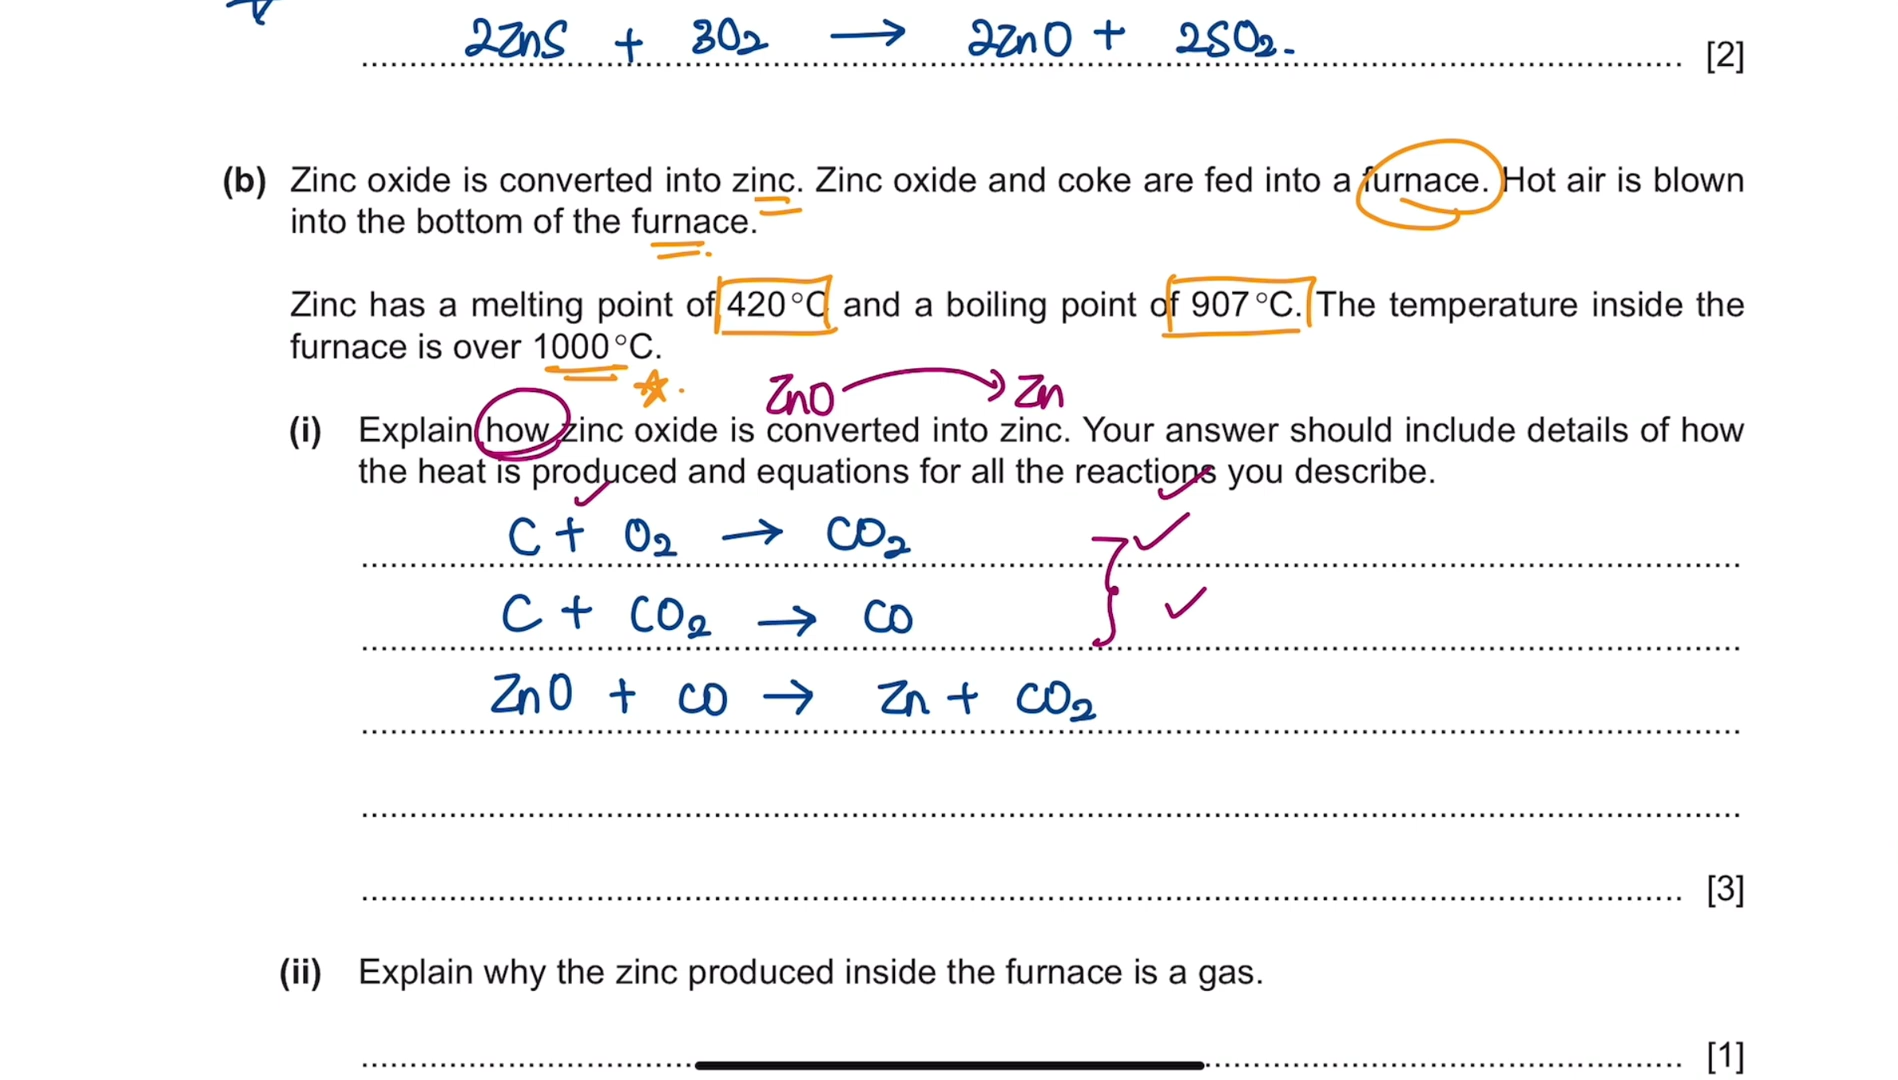 2ZnS + 3O₂ → 2ZnO + 2SO₂.
[2]
(b) Zinc oxide is converted into zinc. Zinc oxide and coke are fed into a furnace. Hot air is blown
into the bottom of the furnace.
Zinc has a melting point of 420 °C and a boiling point of 907 °C. The temperature inside the
furnace is over 1000 °C.
ZnO → Zn
(i) Explain how zinc oxide is converted into zinc. Your answer should include details of how
the heat is produced and equations for all the reactions you describe.
C + O₂ → CO₂
C + CO₂ → CO
ZnO + CO → Zn + CO₂
[3]
(ii) Explain why the zinc produced inside the furnace is a gas.
[1]